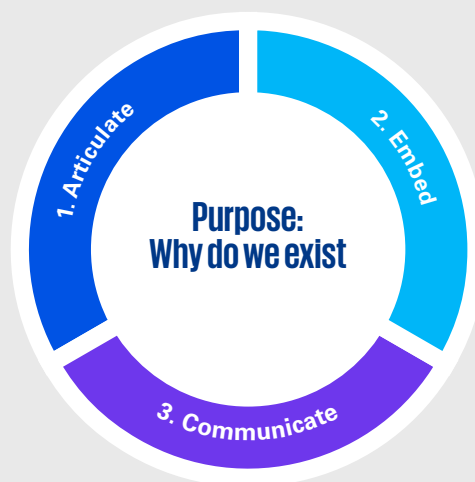 1. Articulate
2. Embed
Purpose:
Why do we exist
3. Communicate